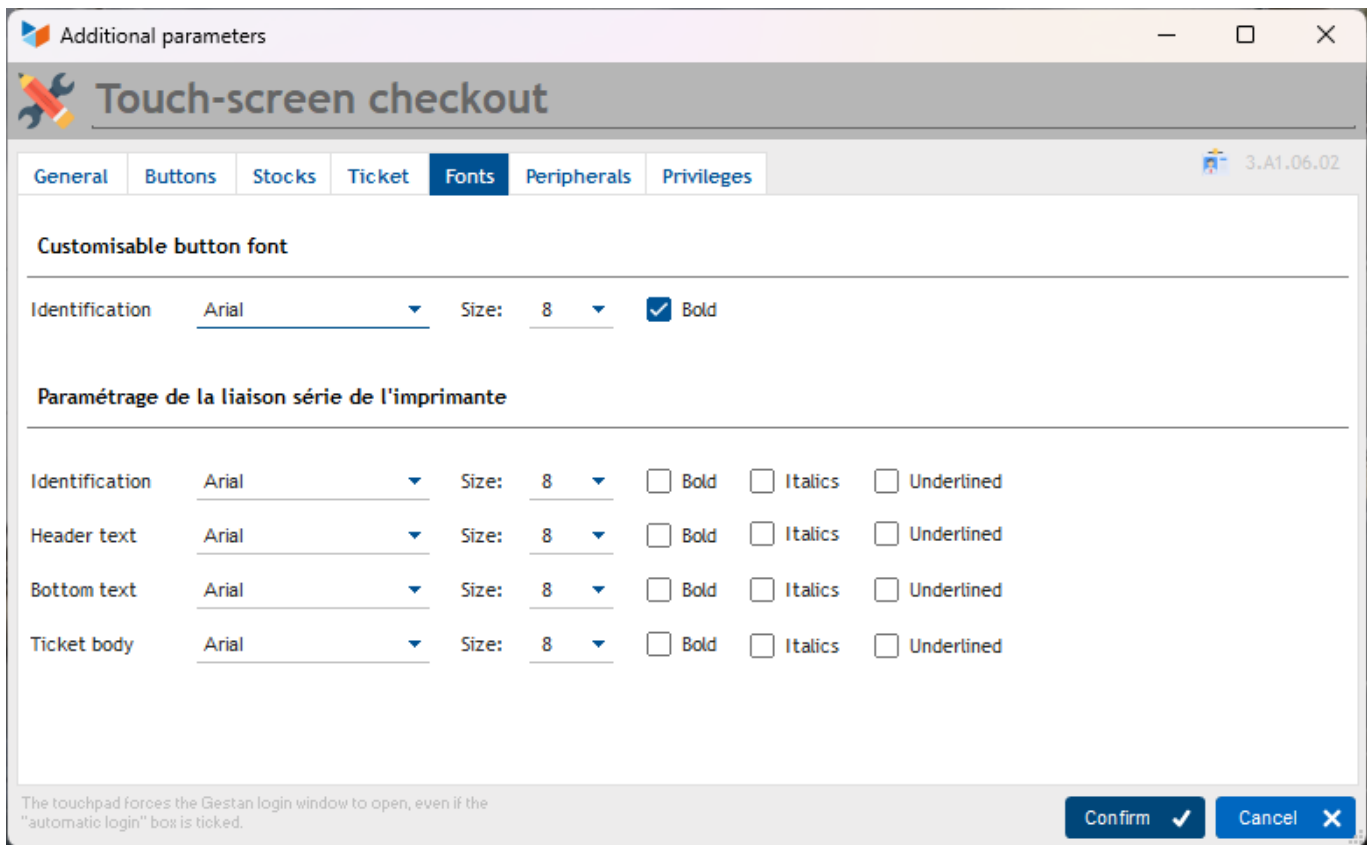 Additional parameters
Touch-screen checkout
General Buttons Stocks Ticket Fonts Peripherals Privileges 3.A1.06.02
Customisable button font
Identification Arial Size: 8 Bold
Paramétrage de la liaison série de l'imprimante
Identification Arial Size: 8 Bold Italics Underlined
Header text Arial Size: 8 Bold Italics Underlined
Bottom text Arial Size: 8 Bold Italics Underlined
Ticket body Arial Size: 8 Bold Italics Underlined
The touchpad forces the Gestan login window to open, even if the
"automatic login" box is ticked.
Confirm Cancel